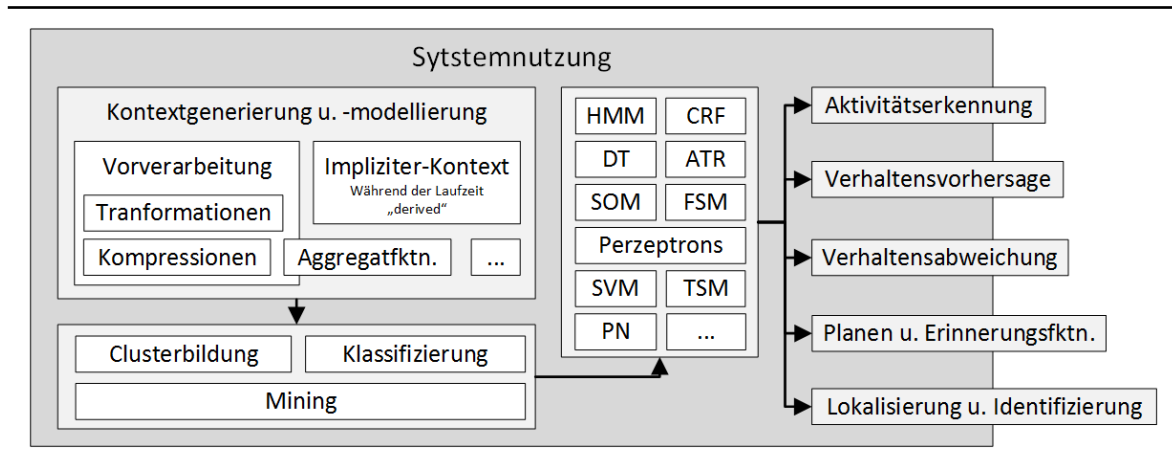 Sytstemnutzung
Kontextgenerierung u. -modellierung
Vorverarbeitung
Tranformationen
Kompressionen
Impliziter-Kontext
Während der Laufzeit
„derived“
Aggregatfktn.
...
Clusterbildung
Klassifizierung
Mining
HMM
CRF
DT
ATR
SOM
FSM
Perzeptrons
SVM
TSM
PN
...
Aktivitätserkennung
Verhaltensvorhersage
Verhaltensabweichung
Planen u. Erinnerungsfktn.
Lokalisierung u. Identifizierung